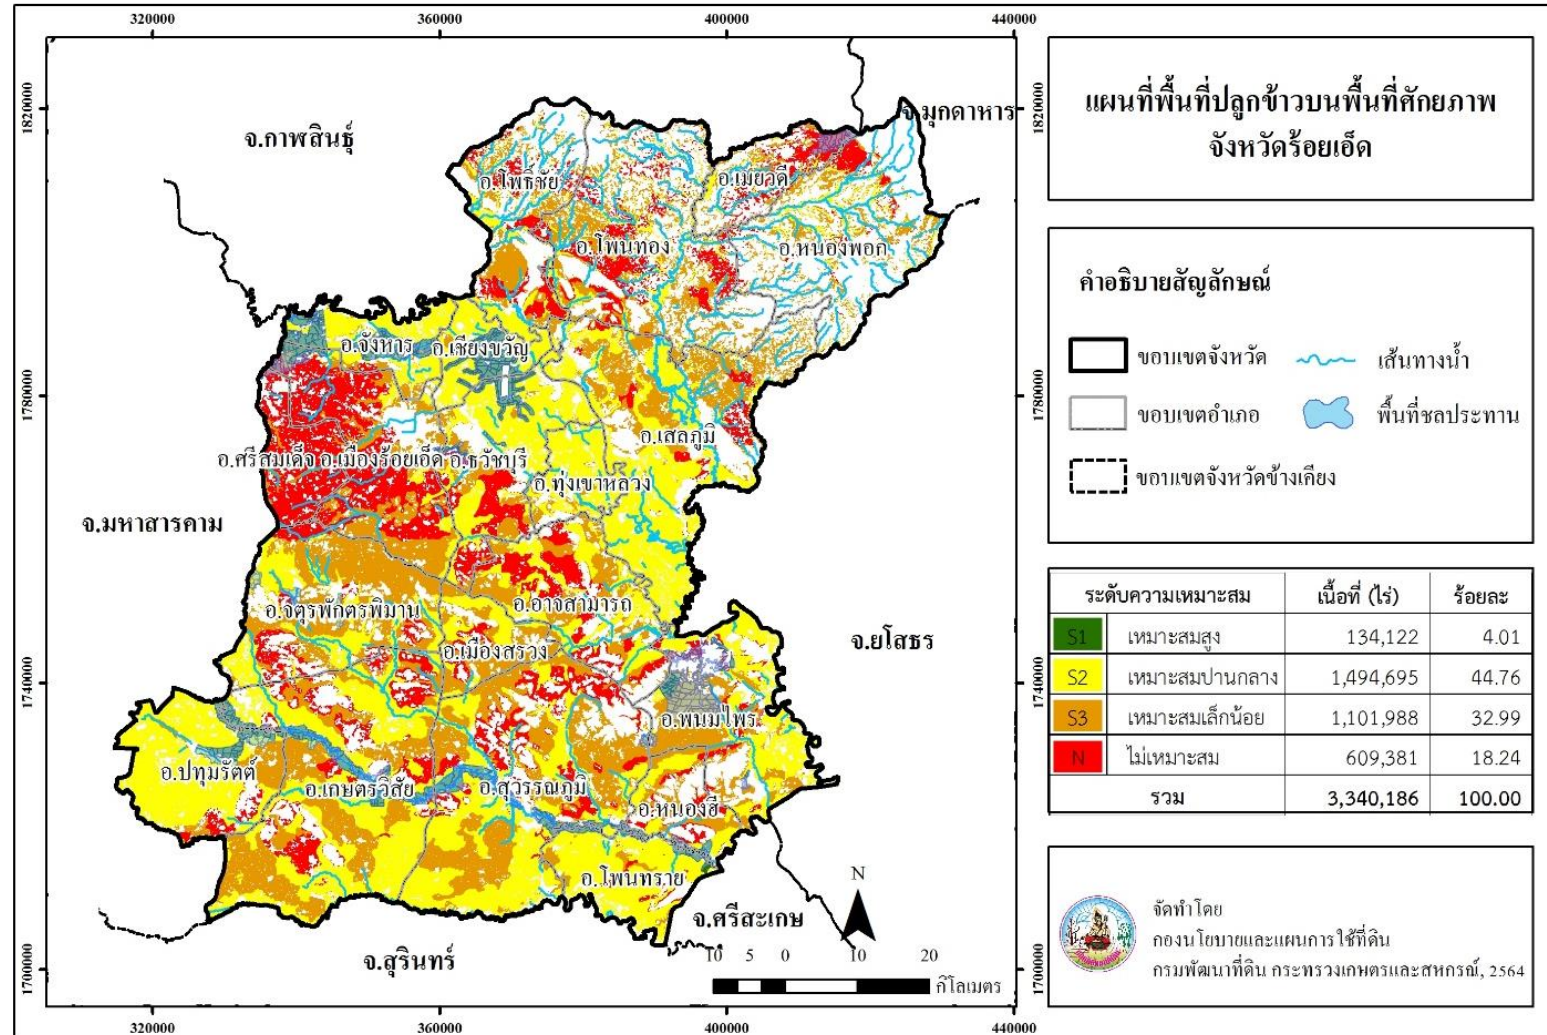 320000
360000
400000
440000
1820000
1820000
1780000
1780000
1740000
1740000
1700000
1700000
จ.กาฬสินธุ์
จ.มุกดาหาร
อ.โพธิ์ชัย
อ.เมยวดี
อ.โพนทอง
อ.หนองพอก
อ.จังหาร
อ.เชียงขวัญ
อ.เสลภูมิ
อ.ศรีสมเด็จ
อ.เมืองร้อยเอ็ด
อ.ธวัชบุรี
อ.ทุ่งเขาหลวง
จ.มหาสารคาม
อ.จตุรพักตรพิมาน
อ.อาจสามารถ
จ.ยโสธร
อ.เมืองสรวง
อ.พนมไพร
อ.ปทุมรัตต์
อ.เกษตรวิสัย
อ.สุวรรณภูมิ
อ.หนองฮี
อ.โพนทราย
จ.ศรีสะเกษ
จ.สุรินทร์
N
10 5 0 10 20
กิโลเมตร
320000
360000
400000
440000
แผนที่พื้นที่ปลูกข้าวบนพื้นที่ศักยภาพ
จังหวัดร้อยเอ็ด
คำอธิบายสัญลักษณ์
ขอบเขตจังหวัด เส้นทางน้ำ
ขอบเขตอำเภอ พื้นที่ชลประทาน
ขอบเขตจังหวัดข้างเคียง
ระดับความเหมาะสม เนื้อที่ (ไร่) ร้อยละ
S1 เหมาะสมสูง 134,122 4.01
S2 เหมาะสมปานกลาง 1,494,695 44.76
S3 เหมาะสมเล็กน้อย 1,101,988 32.99
N ไม่เหมาะสม 609,381 18.24
รวม 3,340,186 100.00
จัดทำโดย
กองนโยบายและแผนการใช้ที่ดิน
กรมพัฒนาที่ดิน กระทรวงเกษตรและสหกรณ์, 2564